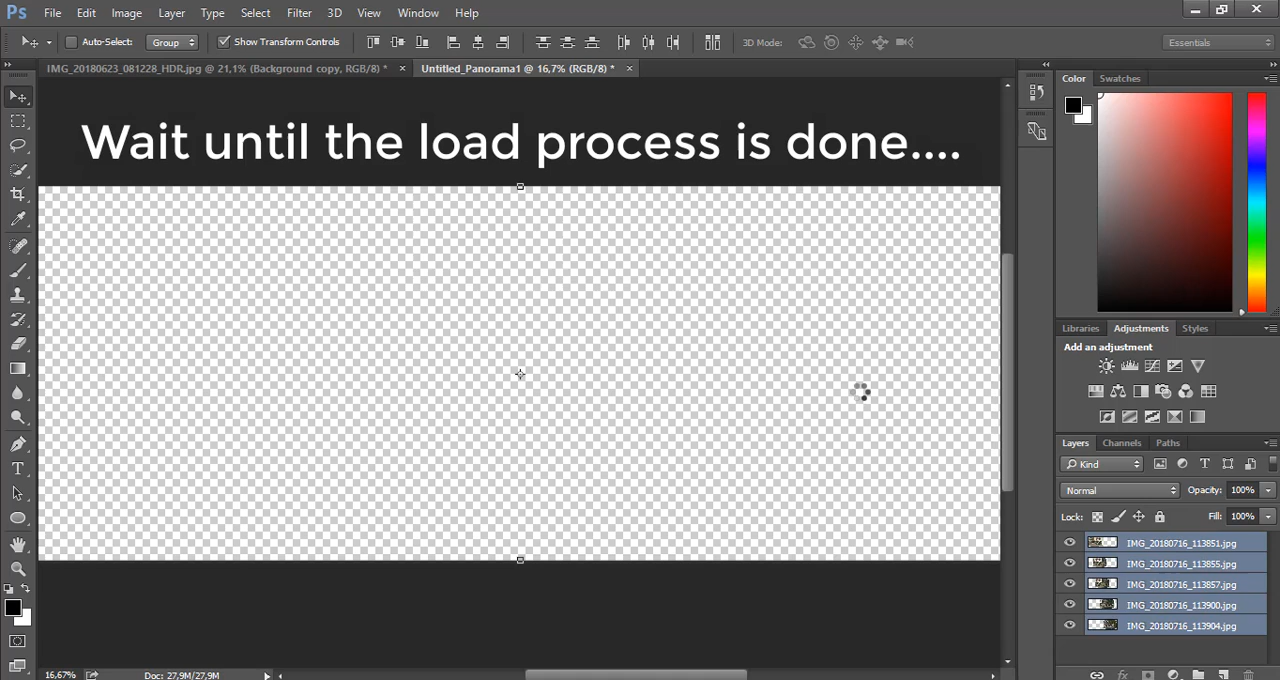 Ps File Edit Image Layer Type Select Filter 3D View Window Help
Auto-Select: Group Show Transform Controls 3D Mode: Essentials
IMG_20180623_081228_HDR.jpg @ 21,1% (Background copy, RGB/8) * × Untitled_Panorama1 @ 16,7% (RGB/8) * ×
Color Swatches
Wait until the load process is done....
Libraries Adjustments Styles
Add an adjustment
Layers Channels Paths
Kind
Normal Opacity: 100%
Lock: Fill: 100%
IMG_20180716_113851.jpg
IMG_20180716_113855.jpg
IMG_20180716_113857.jpg
IMG_20180716_113900.jpg
IMG_20180716_113904.jpg
16,67% Doc: 27,9M/27,9M